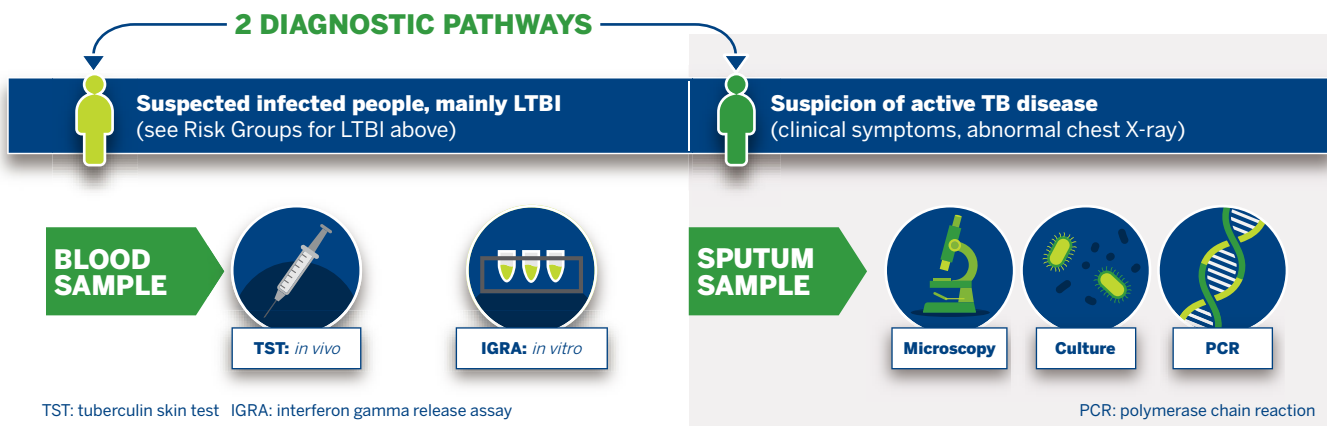 2 DIAGNOSTIC PATHWAYS
Suspected infected people, mainly LTBI
(see Risk Groups for LTBI above)
Suspicion of active TB disease
(clinical symptoms, abnormal chest X-ray)
BLOOD
SAMPLE
TST: in vivo
IGRA: in vitro
SPUTUM
SAMPLE
Microscopy
Culture
PCR
TST: tuberculin skin test IGRA: interferon gamma release assay
PCR: polymerase chain reaction